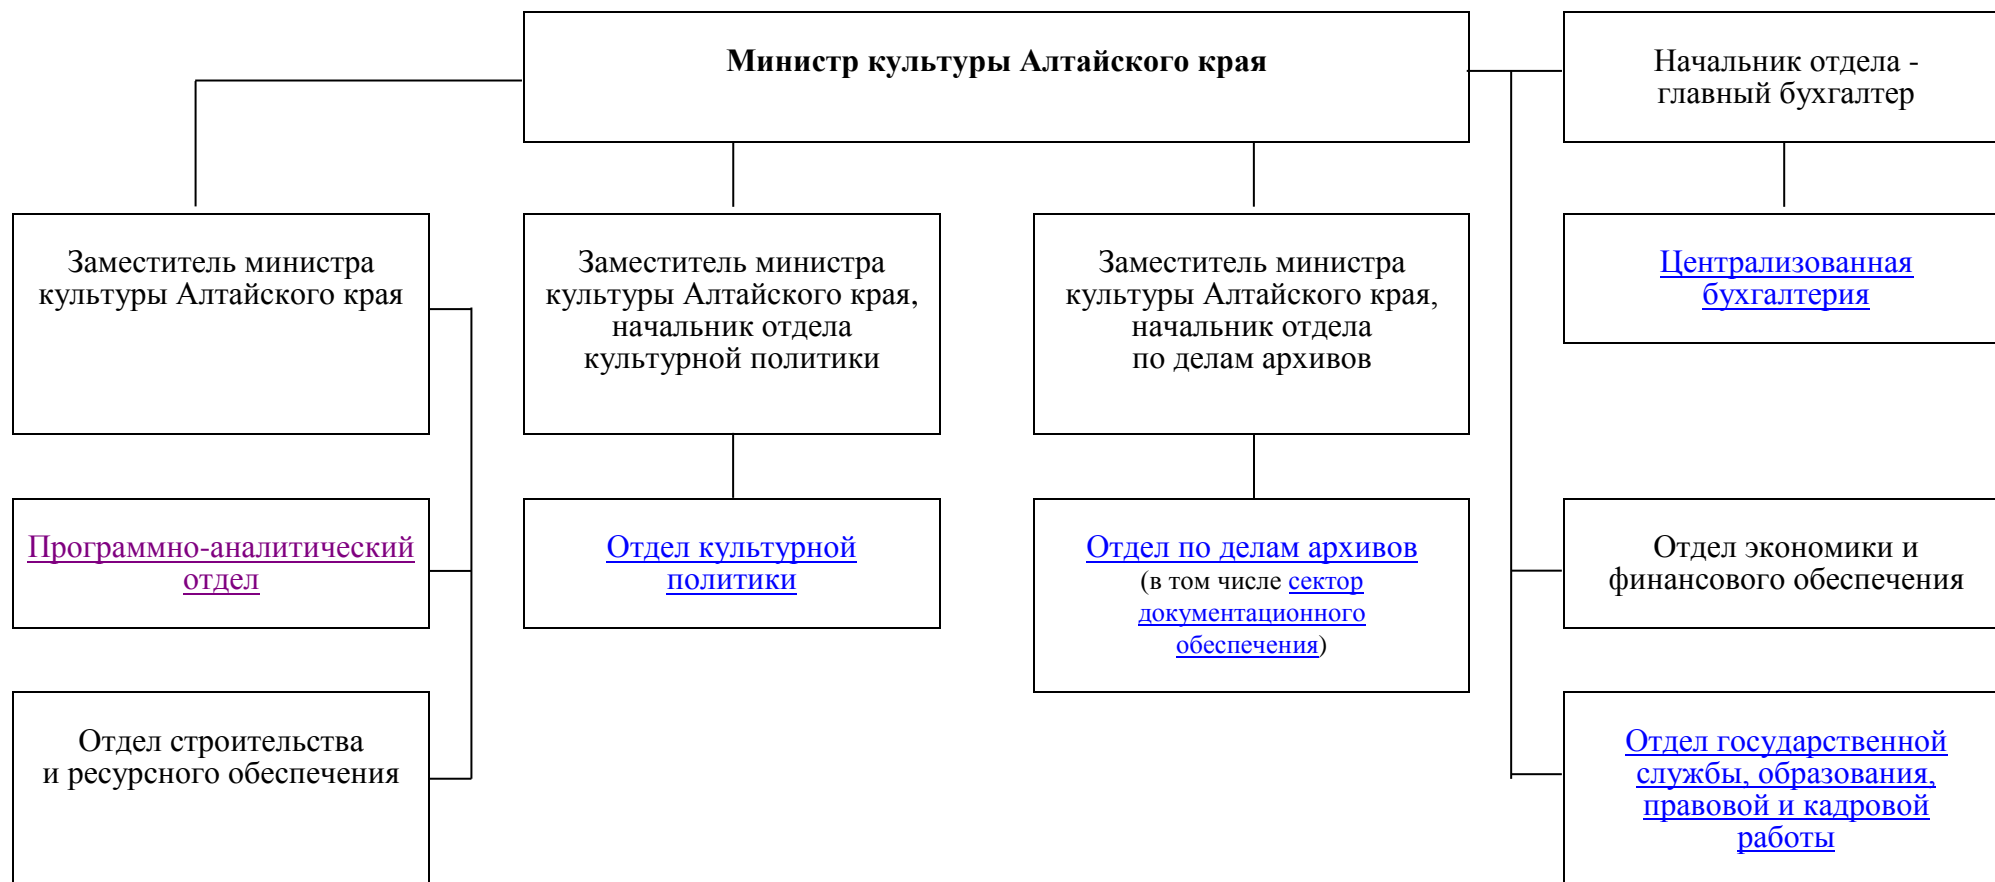 Министр культуры Алтайского края
Начальник отдела -
главный бухгалтер
Заместитель министра
культуры Алтайского края
Заместитель министра
культуры Алтайского края,
начальник отдела
культурной политики
Заместитель министра
культуры Алтайского края,
начальник отдела
по делам архивов
Централизованная
бухгалтерия
Программно-аналитический
отдел
Отдел культурной
политики
Отдел по делам архивов
(в том числе сектор
документационного
обеспечения)
Отдел экономики и
финансового обеспечения
Отдел строительства
и ресурсного обеспечения
Отдел государственной
службы, образования,
правовой и кадровой
работы